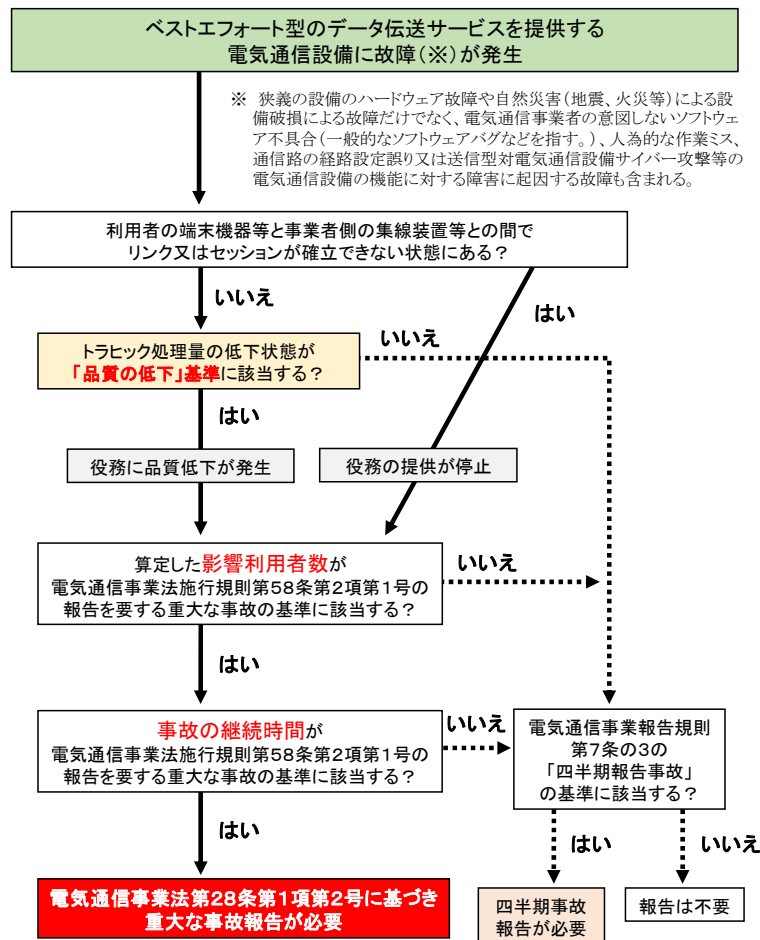 ベストエフォート型のデータ伝送サービスを提供する
電気通信設備に故障（※）が発生
※ 狭義の設備のハードウェア故障や自然災害（地震、火災等）による設
備破損による故障だけでなく、電気通信事業者の意図しないソフトウェ
ア不具合（一般的なソフトウェアバグなどを指す。）、人為的な作業ミス、
通信路の経路設定誤り又は送信型対電気通信設備サイバー攻撃等の
電気通信設備の機能に対する障害に起因する故障も含まれる。
利用者の端末機器等と事業者側の集線装置等との間で
リンク又はセッションが確立できない状態にある？
いいえ
はい
トラヒック処理量の低下状態が
「品質の低下」基準に該当する？
いいえ
はい
役務に品質低下が発生
役務の提供が停止
算定した影響利用者数が
電気通信事業法施行規則第５８条第２項第１号の
報告を要する重大な事故の基準に該当する？
いいえ
はい
事故の継続時間が
電気通信事業法施行規則第５８条第２項第１号の
報告を要する重大な事故の基準に該当する？
いいえ
電気通信事業報告規則
第７条の３の
「四半期報告事故」
の基準に該当する？
はい
はい
いいえ
電気通信事業法第２８条第１項第２号に基づき
重大な事故報告が必要
四半期事故
報告が必要
報告は不要